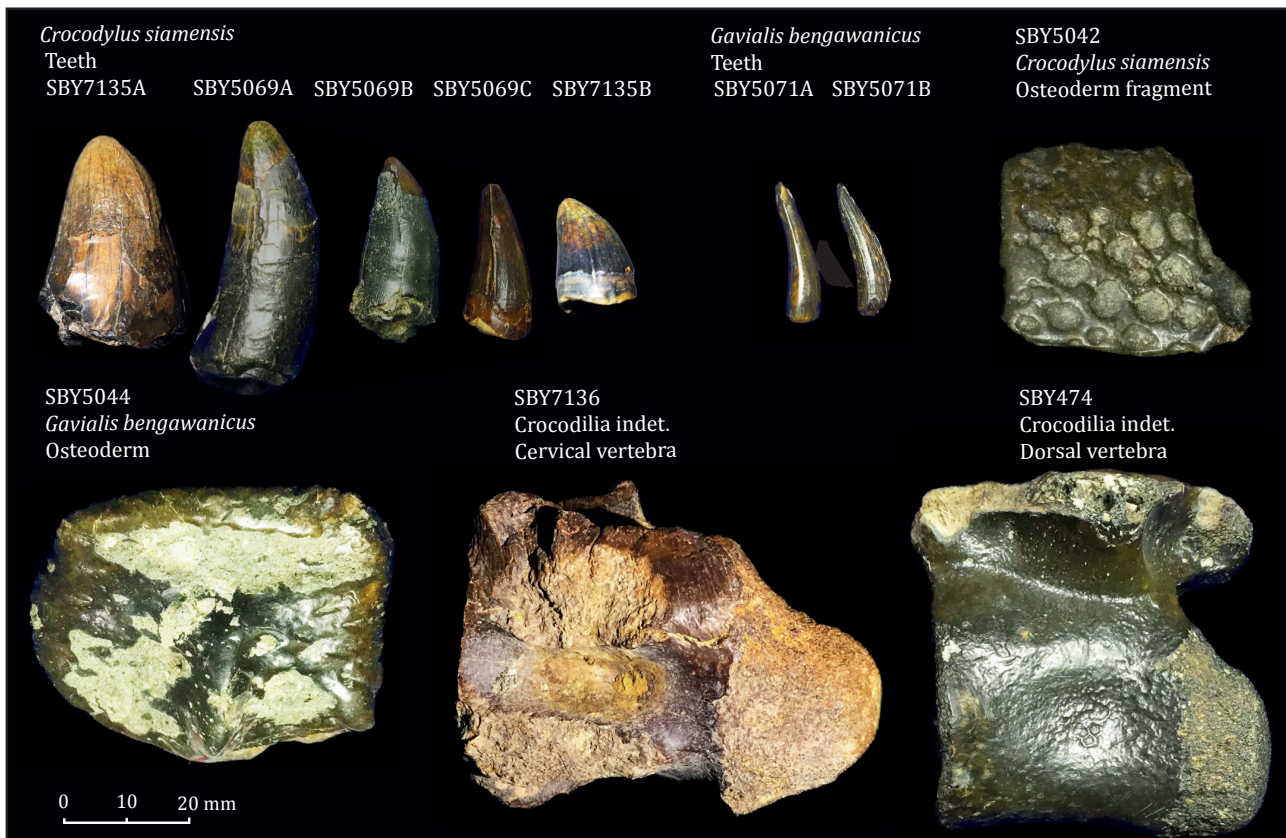 Crocodylus siamensis
Teeth
SBY7135A SBY5069A SBY5069B SBY5069C SBY7135B
Gavialis bengawanicus
Teeth
SBY5071A SBY5071B
SBY5042
Crocodylus siamensis
Osteoderm fragment
SBY5044
Gavialis bengawanicus
Osteoderm
SBY7136
Crocodilia indet.
Cervical vertebra
SBY474
Crocodilia indet.
Dorsal vertebra
0 10 20 mm